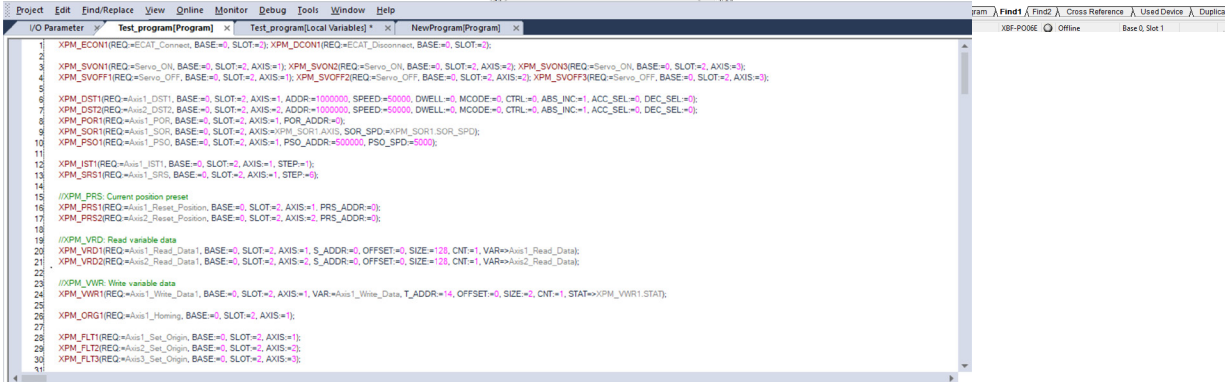 Project Edit Find/Replace View Online Monitor Debug Tools Window Help
ram Find1 Find2 Cross Reference Used Device Duplica
I/O Parameter × Test_program[Program] × Test_program[Local Variables] * × NewProgram[Program] ×
XBF-PO06E Offline Base 0, Slot 1
1 XPM_ECON1(REQ:=ECAT_Connect, BASE:=0, SLOT:=2); XPM_DCON1(REQ:=ECAT_Disconnect, BASE:=0, SLOT:=2);
2
3 XPM_SVON1(REQ:=Servo_ON, BASE:=0, SLOT:=2, AXIS:=1); XPM_SVON2(REQ:=Servo_ON, BASE:=0, SLOT:=2, AXIS:=2); XPM_SVON3(REQ:=Servo_ON, BASE:=0, SLOT:=2, AXIS:=3);
4 XPM_SVOFF1(REQ:=Servo_OFF, BASE:=0, SLOT:=2, AXIS:=1); XPM_SVOFF2(REQ:=Servo_OFF, BASE:=0, SLOT:=2, AXIS:=2); XPM_SVOFF3(REQ:=Servo_OFF, BASE:=0, SLOT:=2, AXIS:=3);
5
6 XPM_DST1(REQ:=Axis1_DST1, BASE:=0, SLOT:=2, AXIS:=1, ADDR:=1000000, SPEED:=50000, DWELL:=0, MCODE:=0, CTRL:=0, ABS_INC:=1, ACC_SEL:=0, DEC_SEL:=0);
7 XPM_DST2(REQ:=Axis2_DST1, BASE:=0, SLOT:=2, AXIS:=2, ADDR:=1000000, SPEED:=50000, DWELL:=0, MCODE:=0, CTRL:=0, ABS_INC:=1, ACC_SEL:=0, DEC_SEL:=0);
8 XPM_POR1(REQ:=Axis1_POR, BASE:=0, SLOT:=2, AXIS:=1, POR_ADDR:=0);
9 XPM_SOR1(REQ:=Axis1_SOR, BASE:=0, SLOT:=2, AXIS:=XPM_SOR1.AXIS, SOR_SPD:=XPM_SOR1.SOR_SPD);
10 XPM_PSO1(REQ:=Axis1_PSO, BASE:=0, SLOT:=2, AXIS:=1, PSO_ADDR:=500000, PSO_SPD:=5000);
11
12 XPM_IST1(REQ:=Axis1_IST1, BASE:=0, SLOT:=2, AXIS:=1, STEP:=1);
13 XPM_SRS1(REQ:=Axis1_SRS, BASE:=0, SLOT:=2, AXIS:=1, STEP:=6);
14
15 //XPM_PRS: Current position preset
16 XPM_PRS1(REQ:=Axis1_Reset_Position, BASE:=0, SLOT:=2, AXIS:=1, PRS_ADDR:=0);
17 XPM_PRS2(REQ:=Axis2_Reset_Position, BASE:=0, SLOT:=2, AXIS:=2, PRS_ADDR:=0);
18
19 //XPM_VRD: Read variable data
20 XPM_VRD1(REQ:=Axis1_Read_Data1, BASE:=0, SLOT:=2, AXIS:=1, S_ADDR:=0, OFFSET:=0, SIZE:=128, CNT:=1, VAR=>Axis1_Read_Data);
21 XPM_VRD2(REQ:=Axis2_Read_Data1, BASE:=0, SLOT:=2, AXIS:=2, S_ADDR:=0, OFFSET:=0, SIZE:=128, CNT:=1, VAR=>Axis2_Read_Data);
22
23 //XPM_VWR: Write variable data
24 XPM_VWR1(REQ:=Axis1_Write_Data1, BASE:=0, SLOT:=2, AXIS:=1, VAR:=Axis1_Write_Data, T_ADDR:=14, OFFSET:=0, SIZE:=2, CNT:=1, STAT=>XPM_VWR1.STAT);
25
26 XPM_ORG1(REQ:=Axis1_Homing, BASE:=0, SLOT:=2, AXIS:=1);
27
28 XPM_FLT1(REQ:=Axis1_Set_Origin, BASE:=0, SLOT:=2, AXIS:=1);
29 XPM_FLT2(REQ:=Axis2_Set_Origin, BASE:=0, SLOT:=2, AXIS:=2);
30 XPM_FLT3(REQ:=Axis3_Set_Origin, BASE:=0, SLOT:=2, AXIS:=3);
31